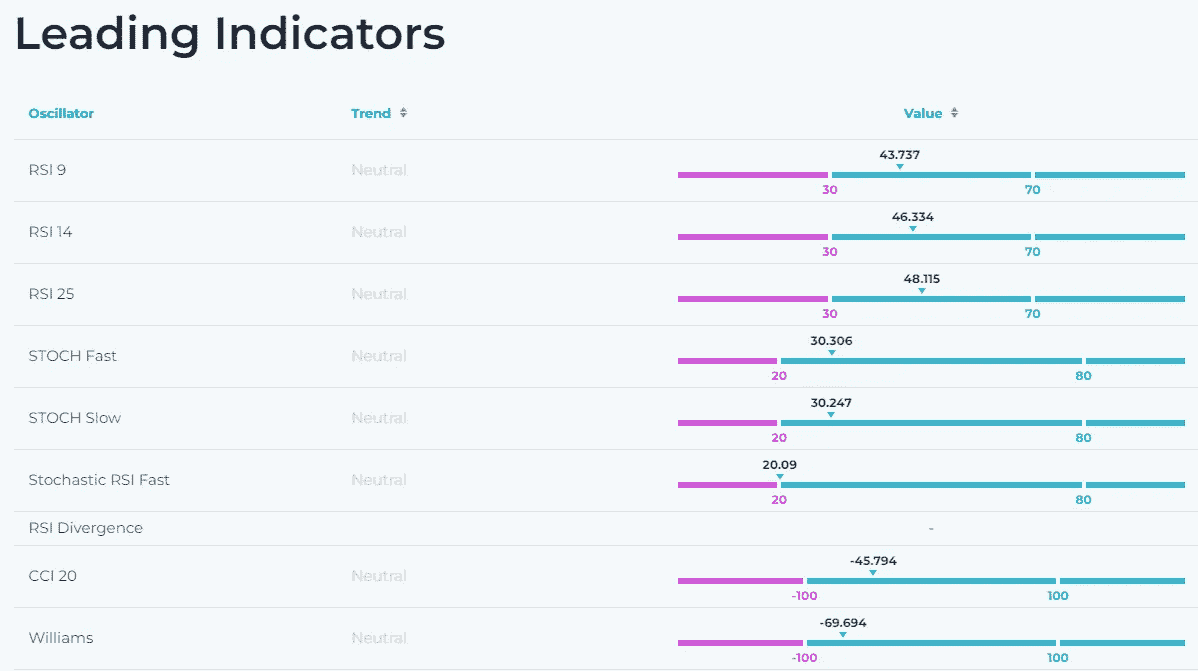 Leading Indicators
Oscillator Trend Value
43.737
RSI 9 Neutral
30 70
46.334
RSI 14 Neutral
30 70
48.115
RSI 25 Neutral
30 70
30.306
STOCH Fast Neutral
20 80
30.247
STOCH Slow Neutral
20 80
20.09
Stochastic RSI Fast Neutral
20 80
RSI Divergence -
-45.794
CCI 20 Neutral
-100 100
-69.694
Williams Neutral
-100 100